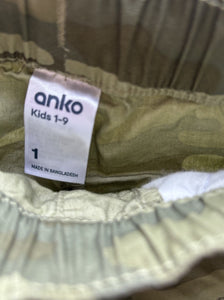 anko
Kids 1-9
1
MADE IN BANGLADESH